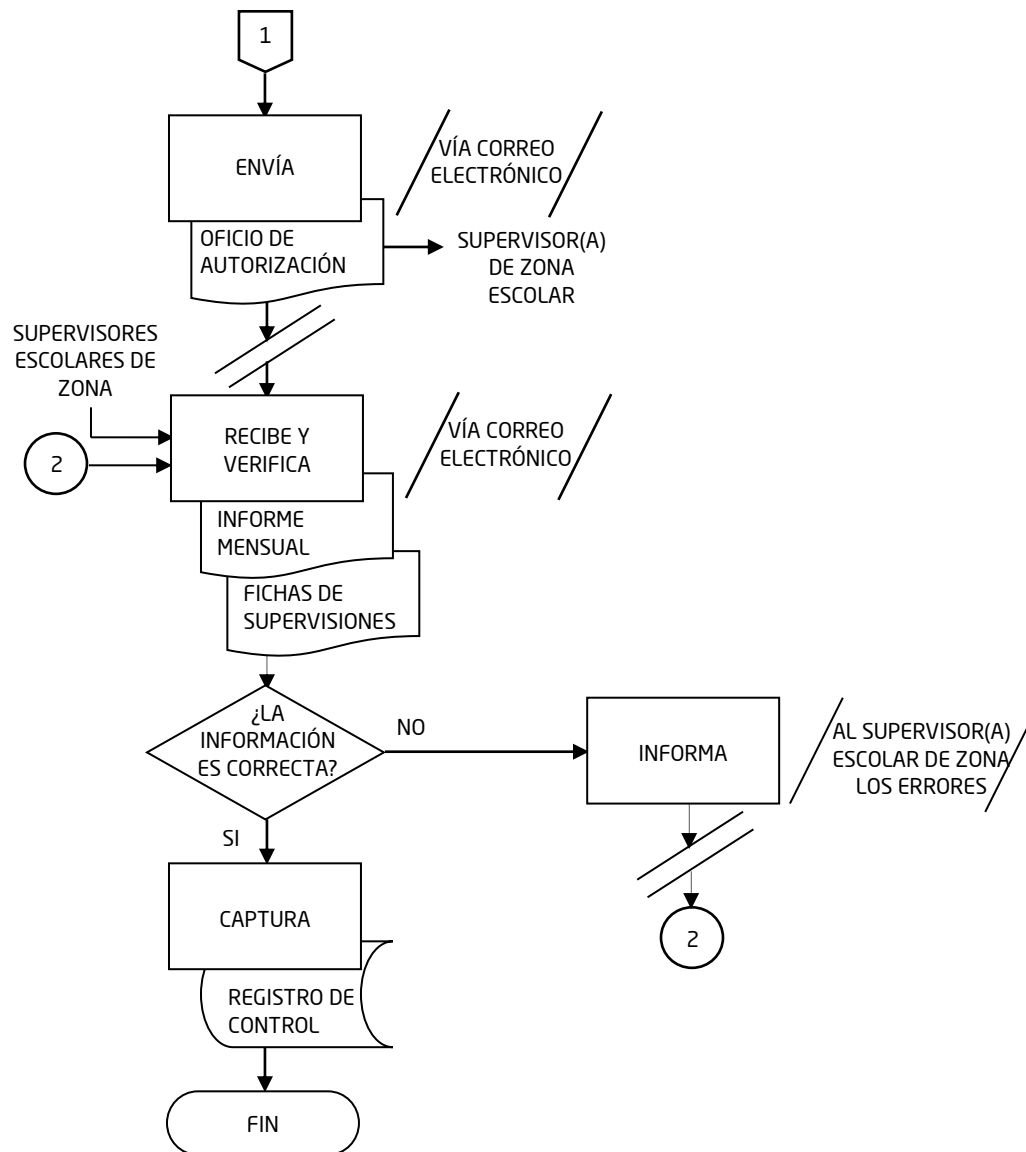 1
ENVÍA
VÍA CORREO
ELECTRÓNICO
OFICIO DE
AUTORIZACIÓN
SUPERVISOR(A)
DE ZONA
ESCOLAR
SUPERVISORES
ESCOLARES DE
ZONA
2
RECIBE Y
VERIFICA
VÍA CORREO
ELECTRÓNICO
INFORME
MENSUAL
FICHAS DE
SUPERVISIONES
¿LA
INFORMACIÓN
ES CORRECTA?
NO
INFORMA
AL SUPERVISOR(A)
ESCOLAR DE ZONA
LOS ERRORES
SI
CAPTURA
2
REGISTRO DE
CONTROL
FIN